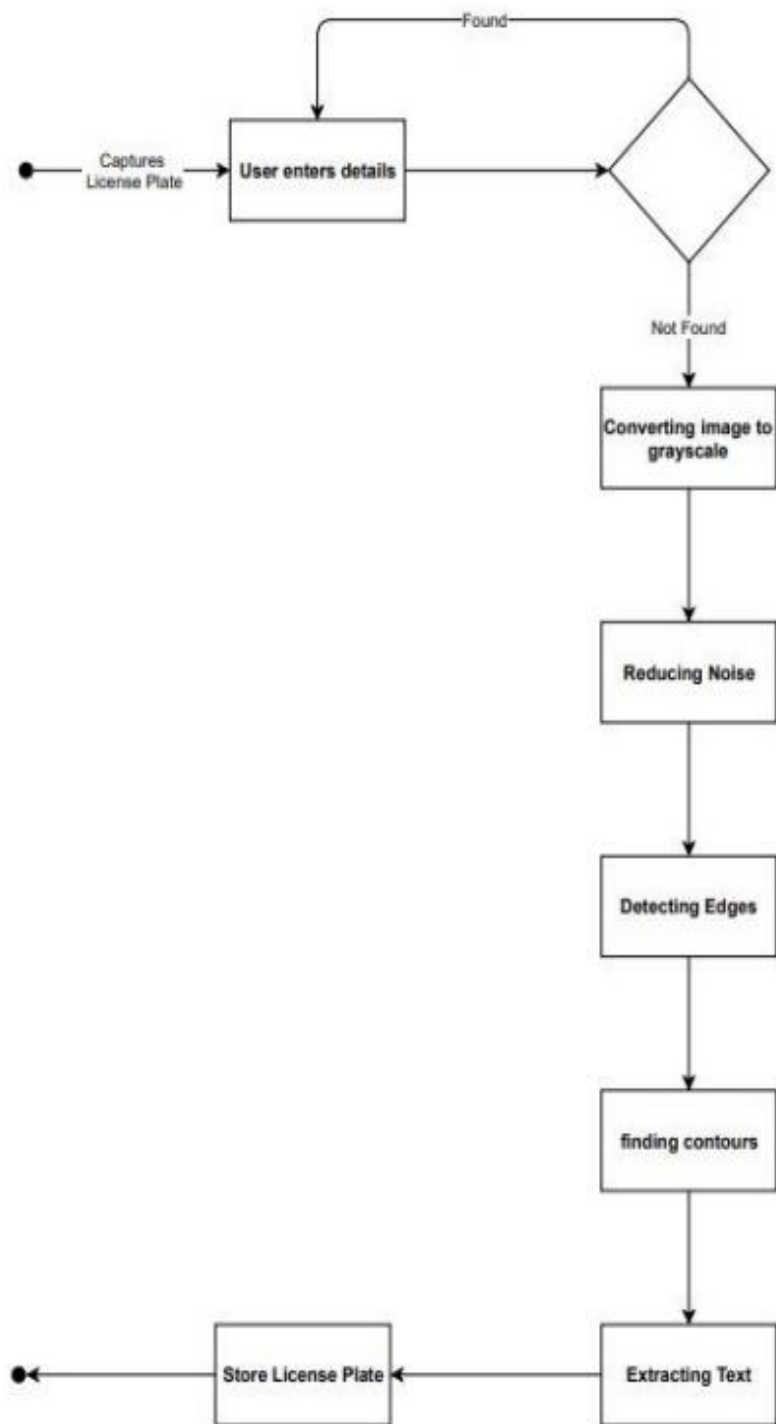 Found
Captures
License Plate
User enters details
Not Found
Converting image to
grayscale
Reducing Noise
Detecting Edges
finding contours
Store License Plate
Extracting Text